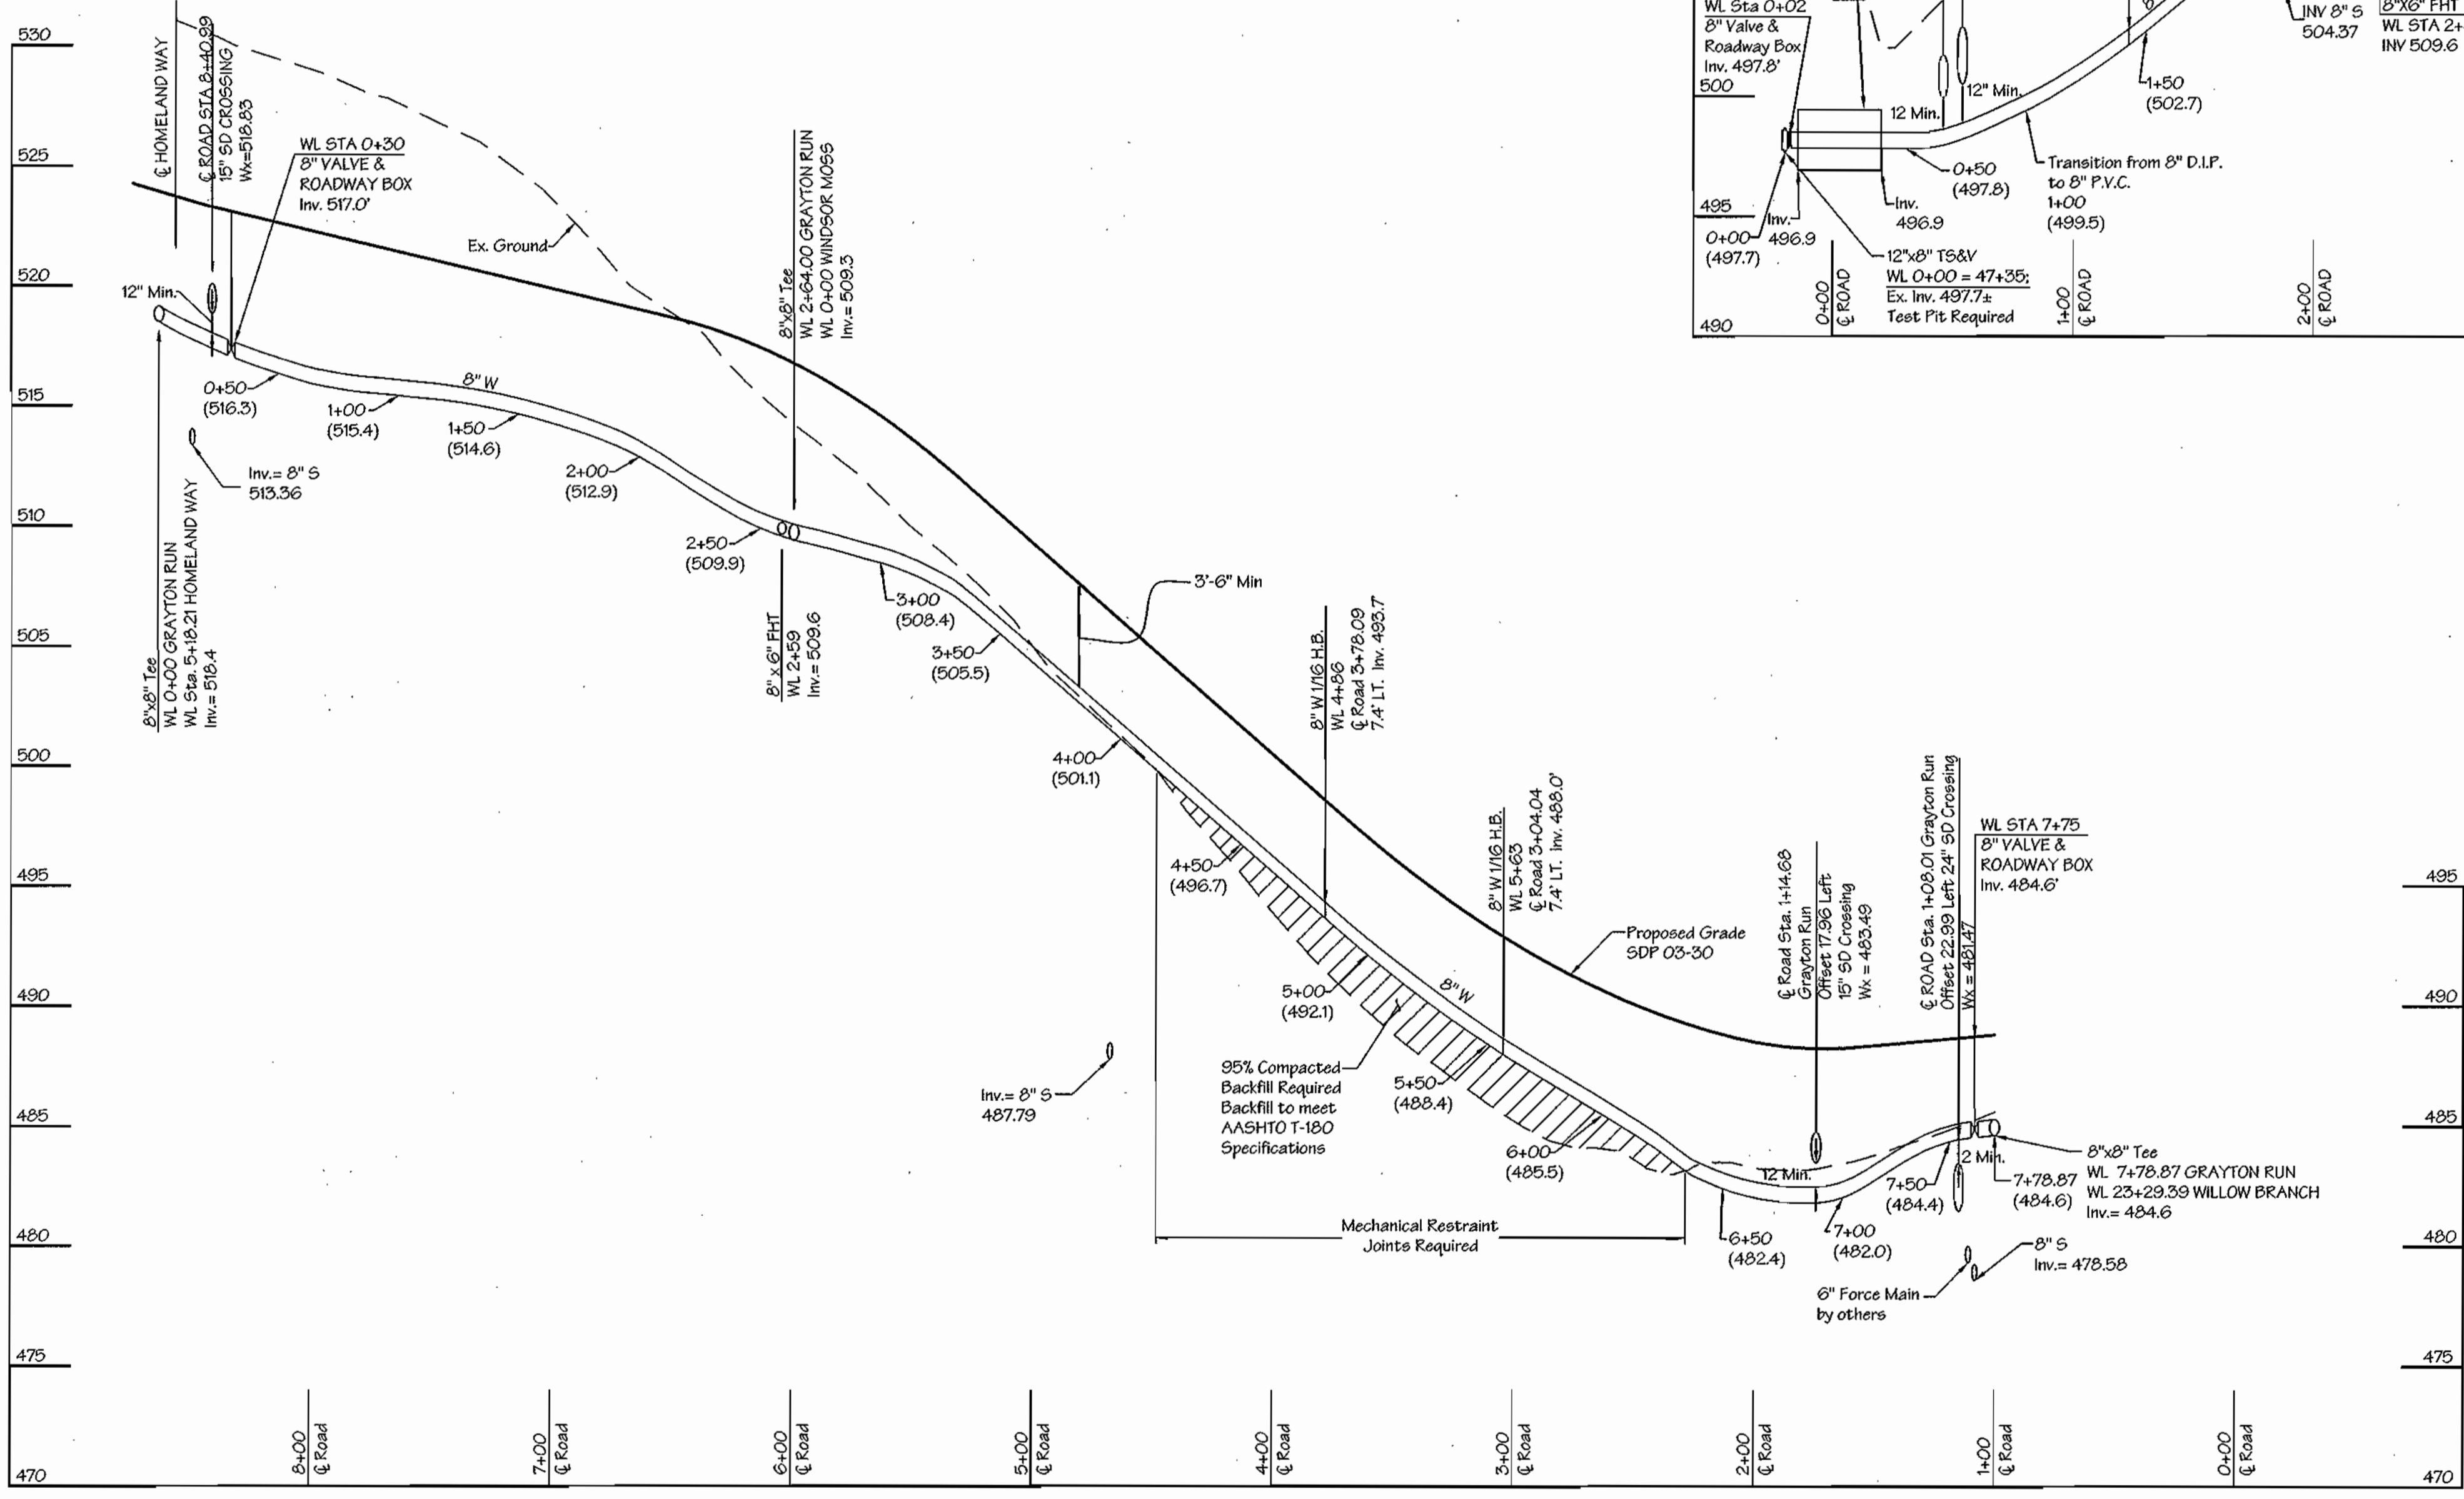 530
525
520
515
510
505
500
495
490
485
480
475
470
℄ HOMELAND WAY
℄ ROAD STA 8+40.99
15" SD CROSSING
Wx=518.83
WL STA 0+30
8" VALVE &
ROADWAY BOX
Inv. 517.0'
Ex. Ground
12" Min.
8"x8" Tee
WL 0+00 GRAYTON RUN
WL Sta. 5+18.21 HOMELAND WAY
Inv.= 518.4
0+50
(516.3)
Inv.= 8" S
513.36
1+00
(515.4)
8" W
1+50
(514.6)
2+00
(512.9)
2+50
(509.9)
8"x8" Tee
WL 2+64.00 GRAYTON RUN
WL 0+00 WINDSOR MOSS
Inv.= 509.3
8" x 6" FHT
WL 2+59
Inv.= 509.6
3+00
(508.4)
3+50
(505.5)
3'-6" Min
4+00
(501.1)
4+50
(496.7)
8" W 1/16 H.B.
WL 4+86
℄ Road 3+78.09
7.4' LT. Inv. 493.7'
5+00
(492.1)
Inv.= 8" S
487.79
95% Compacted
Backfill Required
Backfill to meet
AASHTO T-180
Specifications
8" W
8" W 1/16 H.B.
WL 5+63
℄ Road 3+04.04
7.4' LT. Inv. 488.0'
5+50
(488.4)
6+00
(485.5)
Mechanical Restraint
Joints Required
Proposed Grade
SDP 03-30
6+50
(482.4)
12 Min.
℄ Road Sta. 1+14.68
Grayton Run
Offset 17.96 Left
15" SD Crossing
Wx = 483.49
7+00
(482.0)
7+50
(484.4)
℄ ROAD Sta. 1+08.01 Grayton Run
Offset 22.99 Left 24" SD Crossing
Wx = 481.47
WL STA 7+75
8" VALVE &
ROADWAY BOX
Inv. 484.6'
2 Min.
7+78.87
(484.6)
8"x8" Tee
WL 7+78.87 GRAYTON RUN
WL 23+29.39 WILLOW BRANCH
Inv.= 484.6
8" S
Inv.= 478.58
6" Force Main
by others
495
490
485
480
475
470
8+00
℄ Road
7+00
℄ Road
6+00
℄ Road
5+00
℄ Road
4+00
℄ Road
3+00
℄ Road
2+00
℄ Road
1+00
℄ Road
0+00
℄ Road
WL Sta 0+02
8" Valve &
Roadway Box
Inv. 497.8'
500
495
490
12 Min.
12" Min.
INV 8" S
504.37
8"X6" FHT
WL STA 2+
INV 509.6
1+50
(502.7)
0+50
(497.8)
Transition from 8" D.I.P.
to 8" P.V.C.
1+00
(499.5)
Inv.
496.9
Inv.
496.9
0+00
(497.7)
12"x8" TS&V
WL 0+00 = 47+35;
Ex. Inv. 497.7±
Test Pit Required
0+00
℄ ROAD
1+00
℄ ROAD
2+00
℄ ROAD